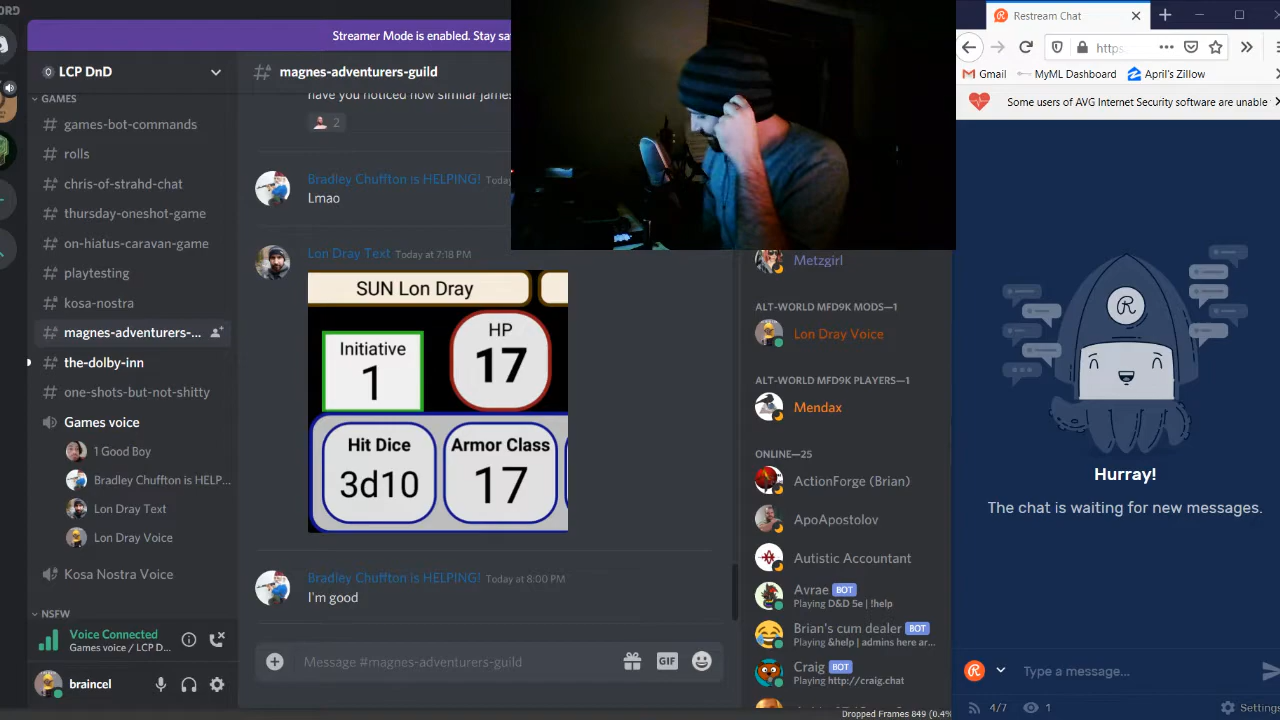 ORD
Streamer Mode is enabled. Stay sa
LCP DnD
GAMES
games-bot-commands
rolls
chris-of-strahd-chat
thursday-oneshot-game
on-hiatus-caravan-game
playtesting
kosa-nostra
magnes-adventurers-...
the-dolby-inn
one-shots-but-not-shitty
Games voice
1 Good Boy
Bradley Chuffton is HELP...
Lon Dray Text
Lon Dray Voice
Kosa Nostra Voice
NSFW
Voice Connected
Games voice / LCP D...
braincel
magnes-adventurers-guild
have you noticed how similar james
2
Bradley Chuffton is HELPING! Today
Lmao
Lon Dray Text Today at 7:18 PM
SUN Lon Dray
Initiative
1
HP
17
Hit Dice
3d10
Armor Class
17
Bradley Chuffton is HELPING! Today at 8:00 PM
I'm good
Message #magnes-adventurers-guild
GIF
Metzgirl
ALT-WORLD MFD9K MODS—1
Lon Dray Voice
ALT-WORLD MFD9K PLAYERS—1
Mendax
ONLINE—25
ActionForge (Brian)
ApoApostolov
Autistic Accountant
Avrae BOT
Playing D&D 5e | !help
Brian's cum dealer BOT
Playing &help | admins here ar...
Craig BOT
Playing http://craig.chat
Dropped Frames 849 (0.4%
Restream Chat
https
Gmail
MyML Dashboard
April's Zillow
Some users of AVG Internet Security software are unable
R
Hurray!
The chat is waiting for new messages.
Type a message...
4/7
1
Settings